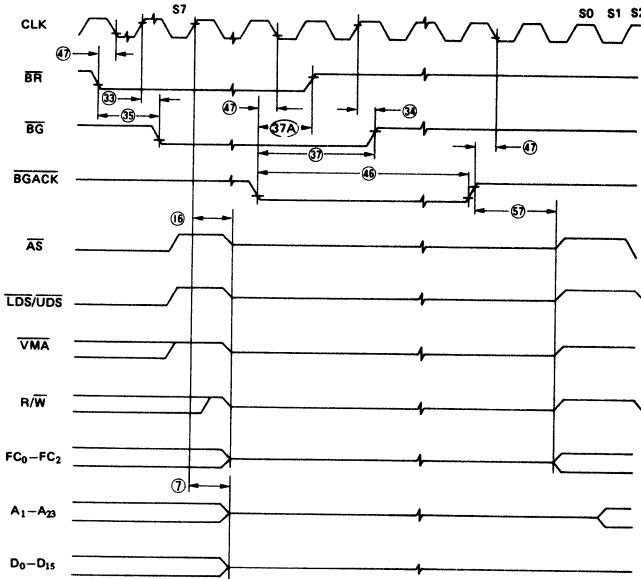 S7 S0 S1 S2
CLK
47
BR
33 47 34
35 37A
BG
37 47
46
BGACK
57
16
AS
LDS/UDS
VMA
R/W
FC0–FC2
7
A1–A23
D0–D15